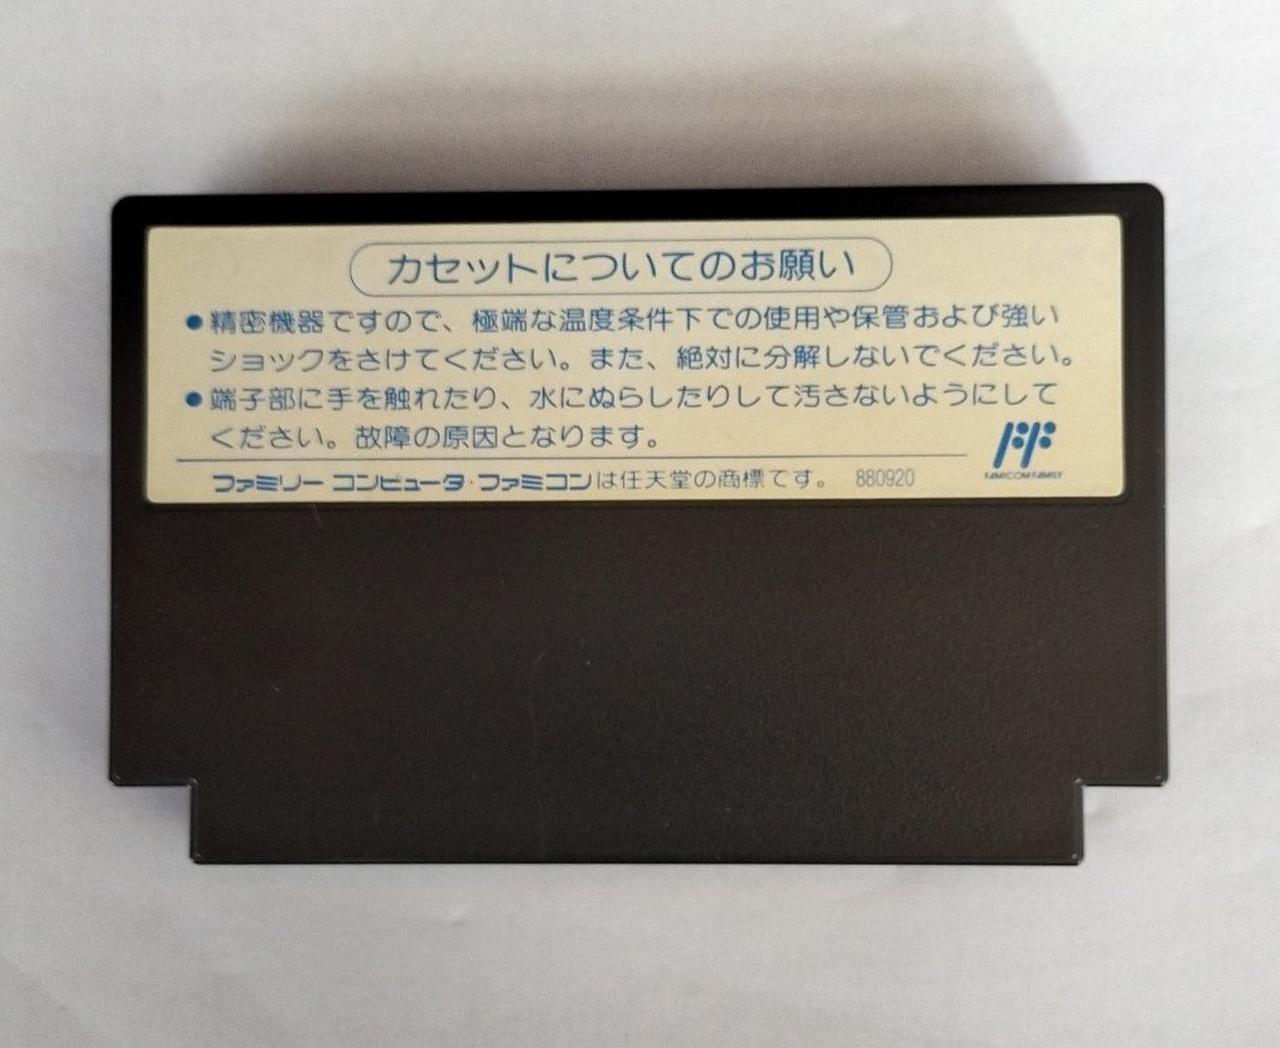 カセットについてのお願い
●精密機器ですので、極端な温度条件下での使用や保管および強い
ショックをさけてください。また、絶対に分解しないでください。
●端子部に手を触れたり、水にぬらしたりして汚さないようにして
ください。故障の原因となります。
ファミリー コンピュータ・ファミコンは任天堂の商標です。 880920
FAMICOM FAMILY